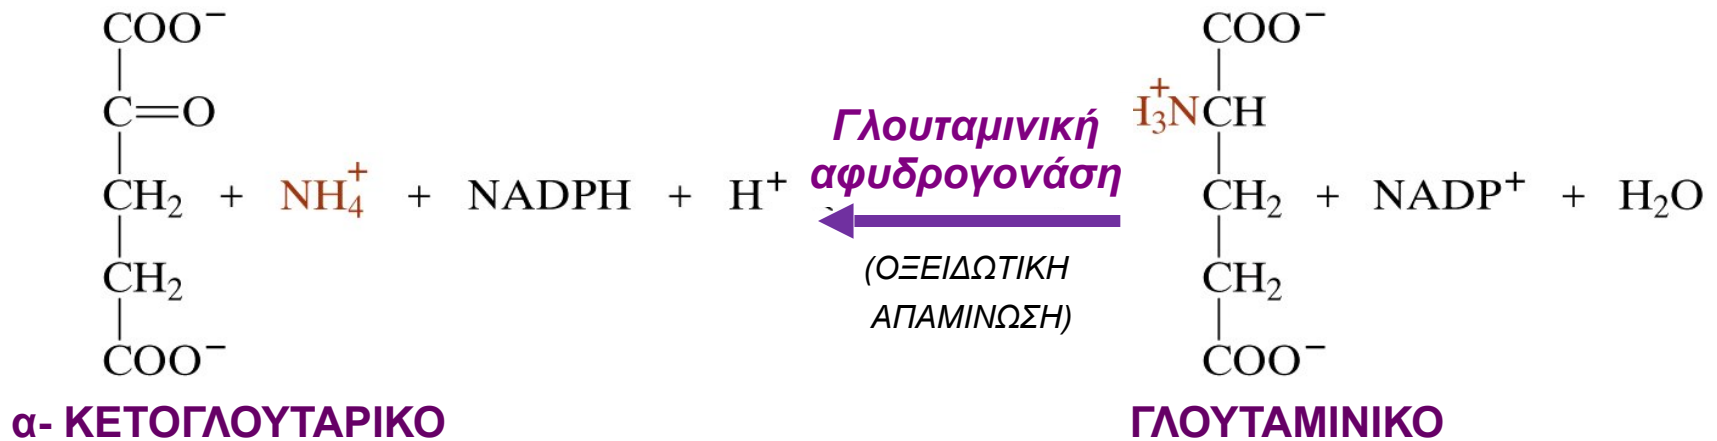 COO⁻ COO⁻
C=O H₃N⁺CH
Γλουταμινική
αφυδρογονάση
CH₂ + NH₄⁺ + NADPH + H⁺ CH₂ + NADP⁺ + H₂O
(ΟΞΕΙΔΩΤΙΚΗ
ΑΠΑΜΙΝΩΣΗ)
CH₂ CH₂
COO⁻ COO⁻
α- ΚΕΤΟΓΛΟΥΤΑΡΙΚΟ ΓΛΟΥΤΑΜΙΝΙΚΟ